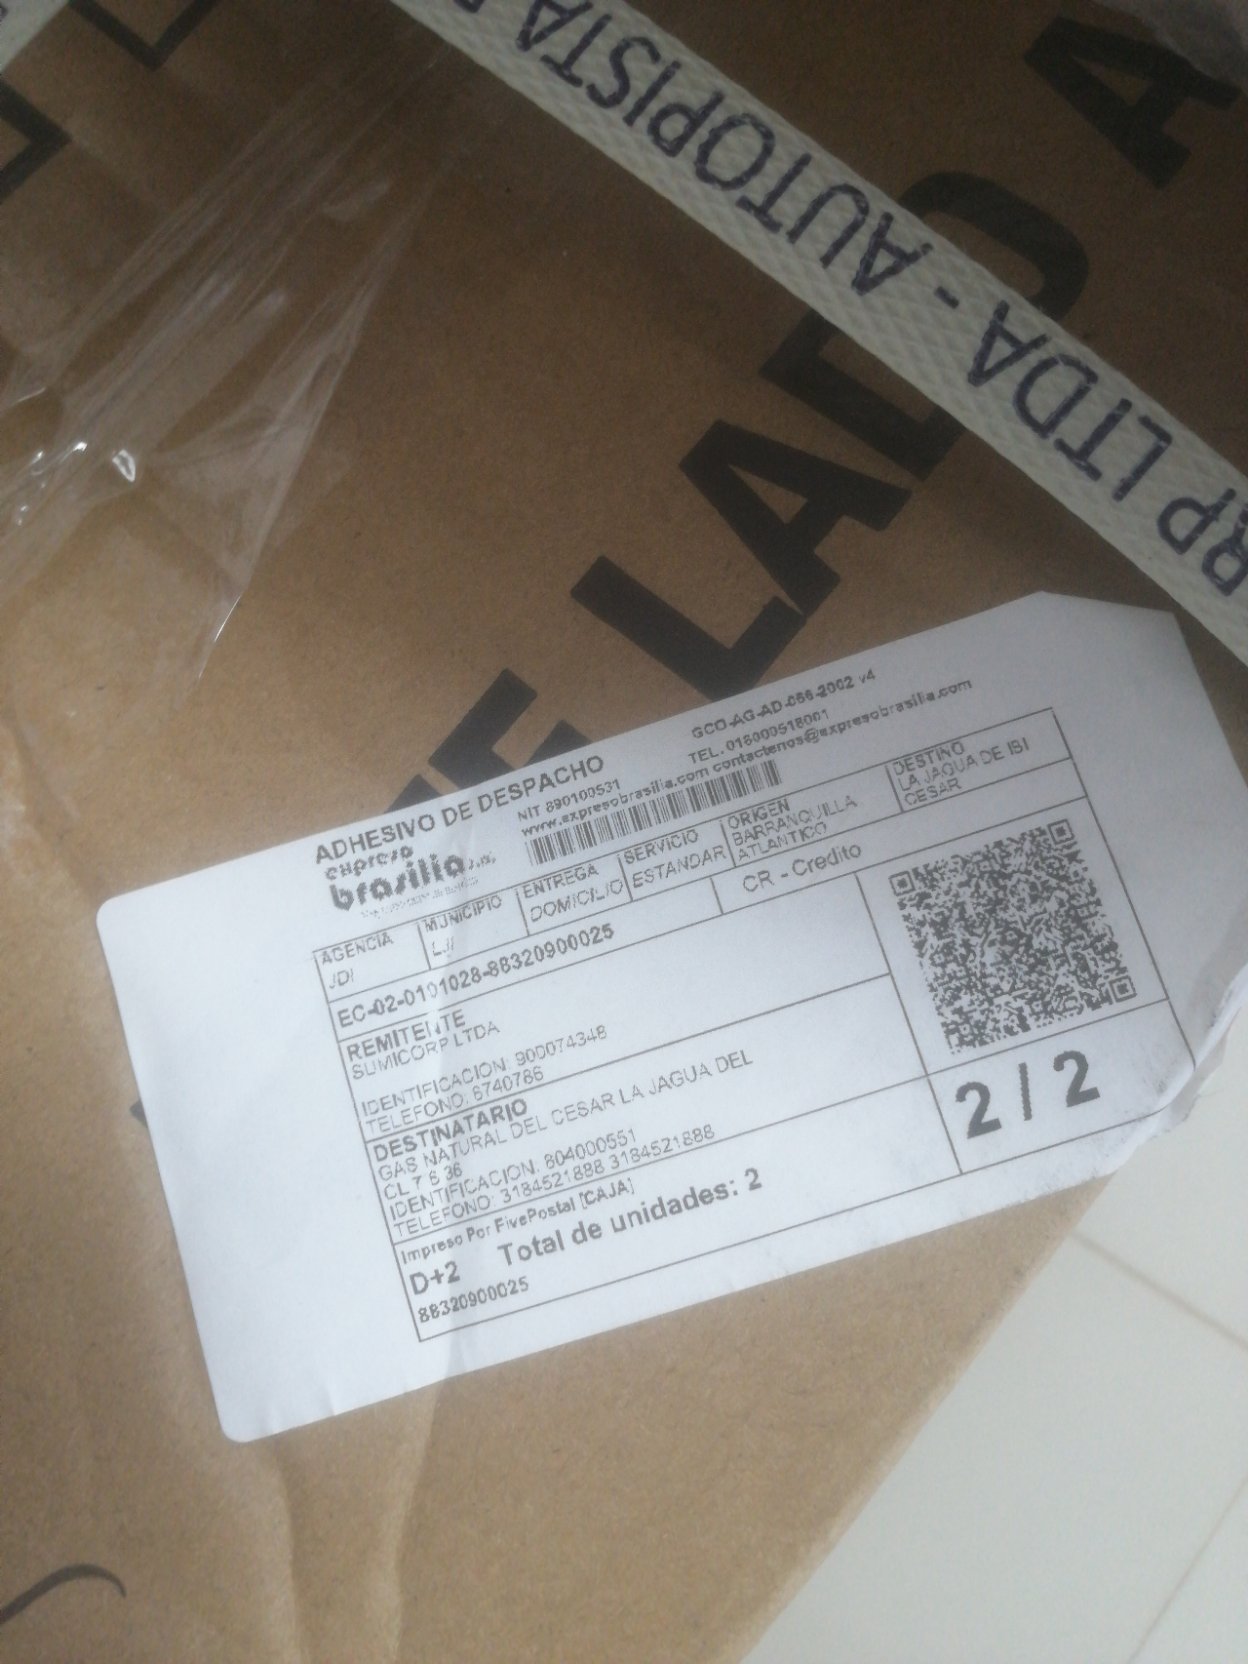 AUTOPISTA
RP LTDA - AUTOPISTA
LADO A
ADHESIVO DE DESPACHO
GCO-AG-AD-066-2002 v4
expreso
brasilia
NIT 890100531
TEL. 018000518001
www.expresobrasilia.com contactenos@expresobrasilia.com
AGENCIA
JDI
MUNICIPIO
LJI
ENTREGA
DOMICILIO
SERVICIO
ESTANDAR
ORIGEN
BARRANQUILLA
ATLANTICO
DESTINO
LA JAGUA DE IBI
CESAR
EC-02-0101028-88320900025
CR - Credito
REMITENTE
SUMICORP LTDA
IDENTIFICACION: 900074348
TELEFONO: 6740786
DESTINATARIO
GAS NATURAL DEL CESAR LA JAGUA DEL
CL 7 6 36
IDENTIFICACION: 804000551
TELEFONO: 3184521888 3184521888
Impreso Por FivePostal [CAJA]
D+2 Total de unidades: 2
88320900025
2 / 2